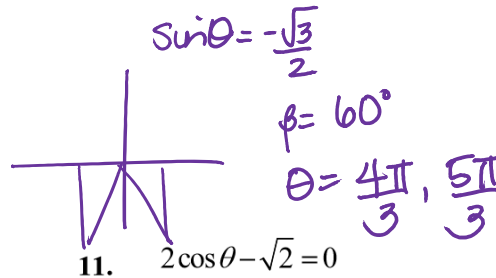 sinθ = -√3/2
β = 60°
θ = 4π/3, 5π/3
11. 2cosθ−√2 = 0